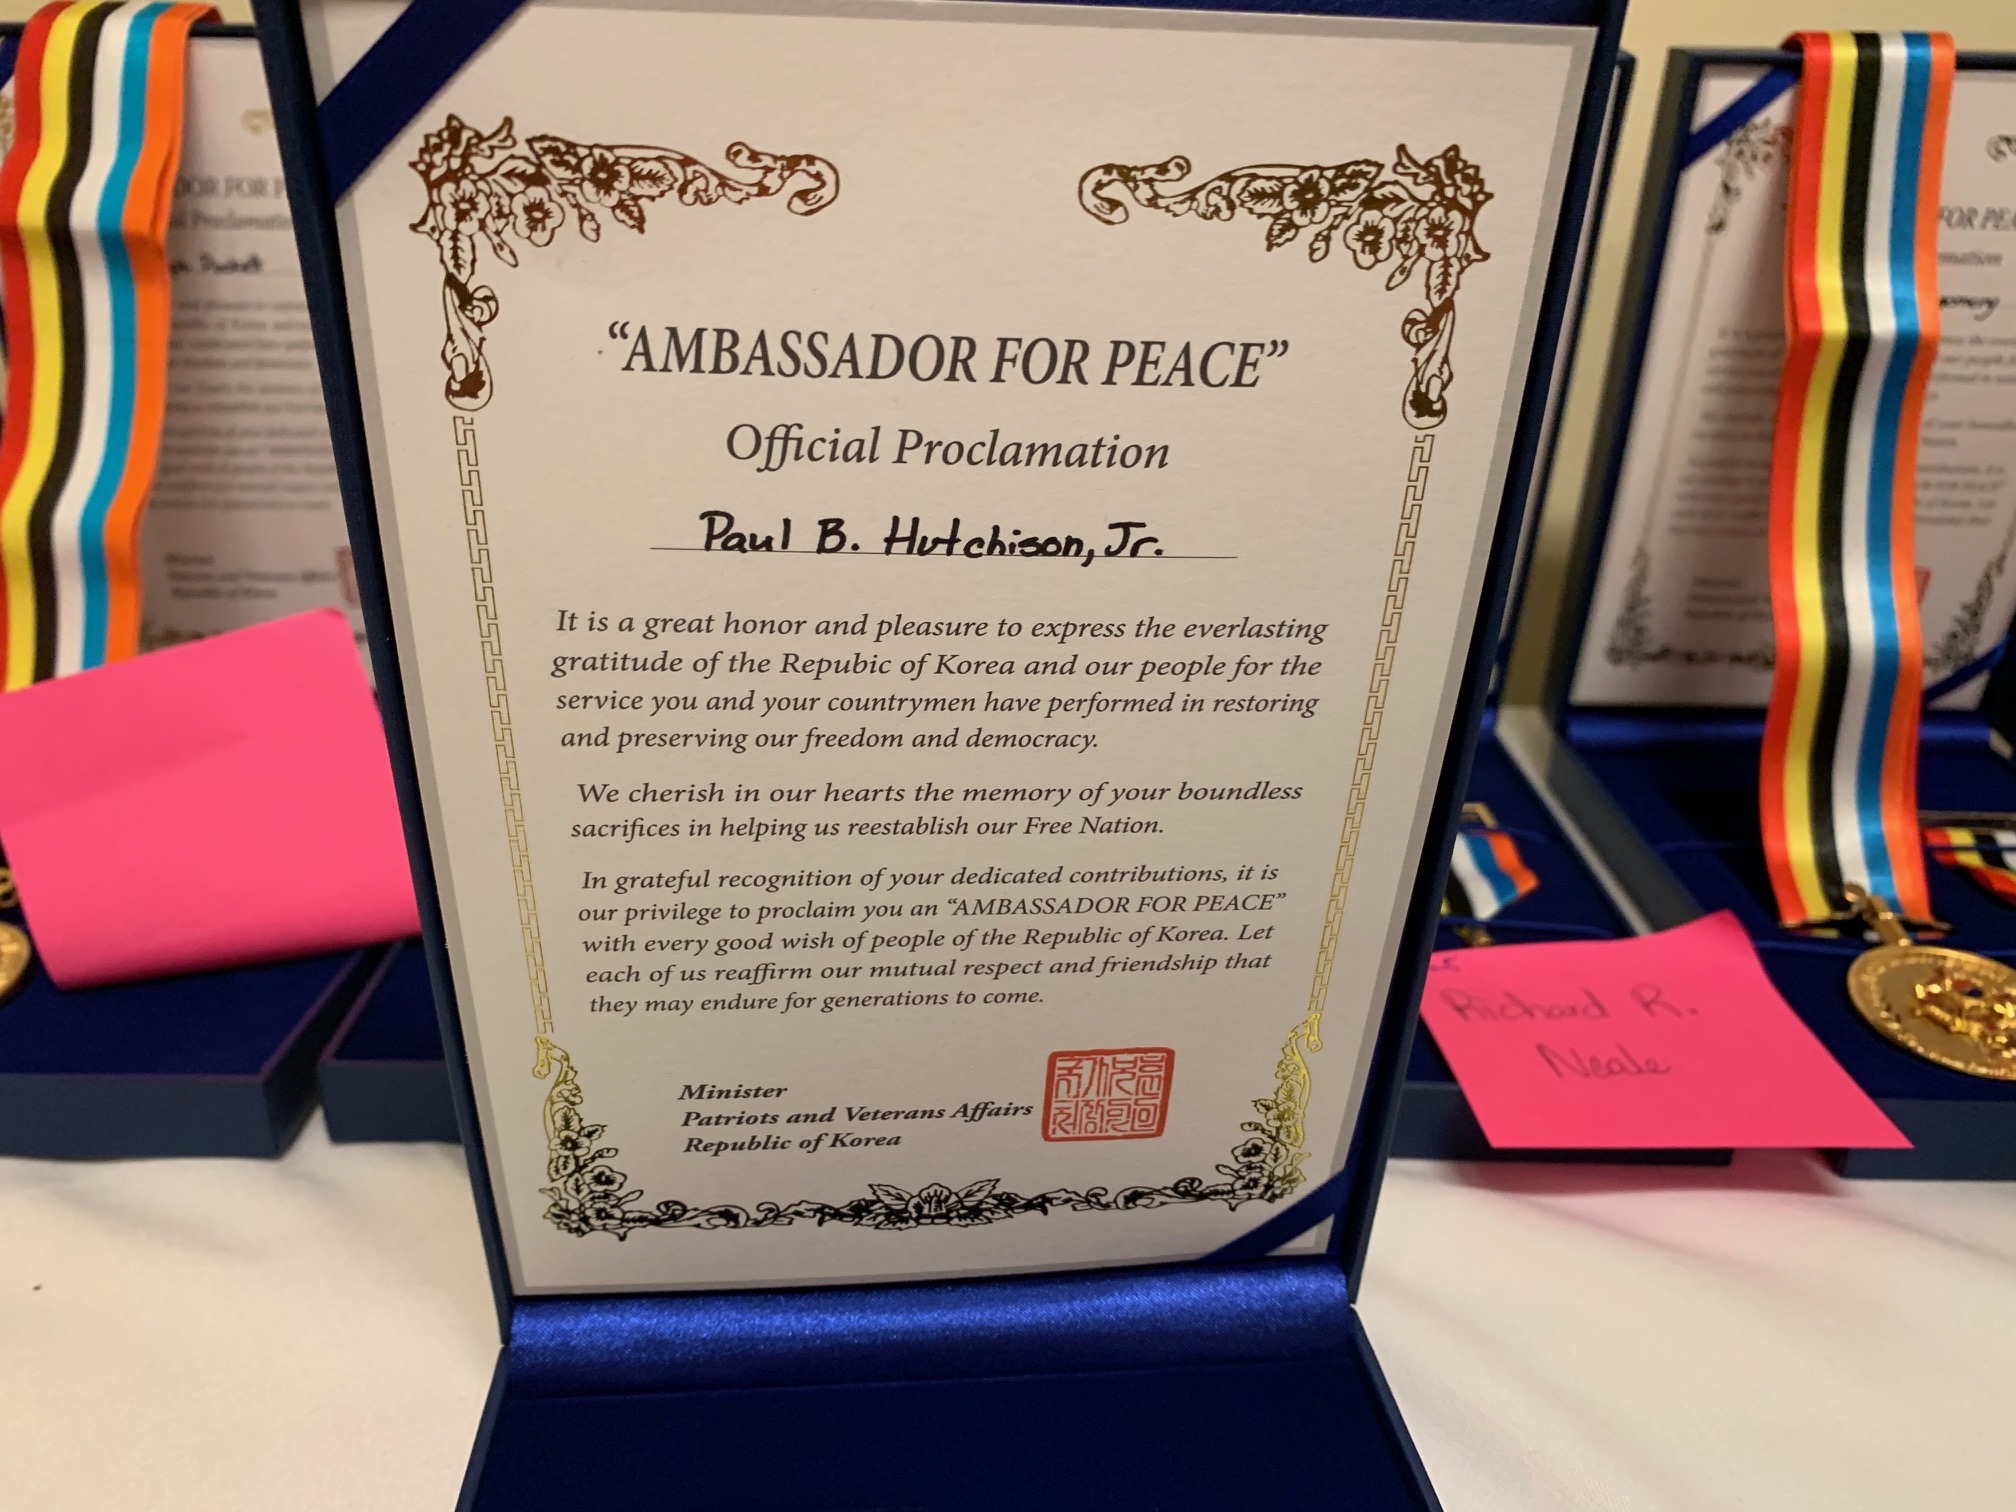 “AMBASSADOR FOR PEACE”
Official Proclamation
Paul B. Hutchison, Jr.
It is a great honor and pleasure to express the everlasting
gratitude of the Repubic of Korea and our people for the
service you and your countrymen have performed in restoring
and preserving our freedom and democracy.
We cherish in our hearts the memory of your boundless
sacrifices in helping us reestablish our Free Nation.
In grateful recognition of your dedicated contributions, it is
our privilege to proclaim you an “AMBASSADOR FOR PEACE”
with every good wish of people of the Republic of Korea. Let
each of us reaffirm our mutual respect and friendship that
they may endure for generations to come.
Minister
Patriots and Veterans Affairs
Republic of Korea
Richard R.
Neale